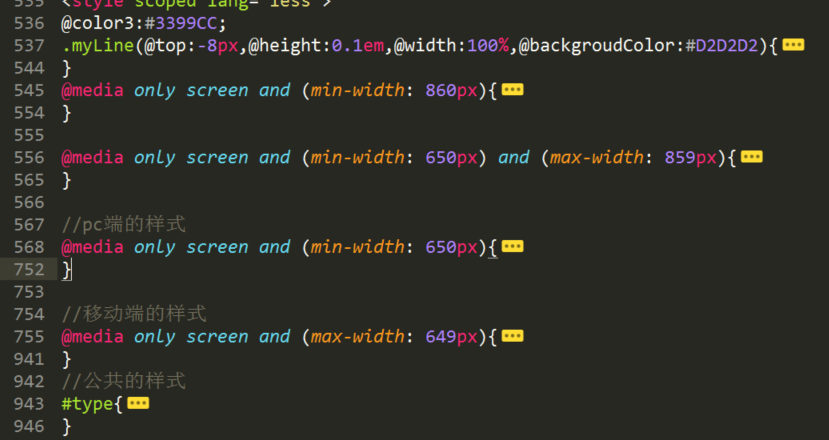 535 <style scoped lang="less">
536 @color3:#3399CC;
537 .myLine(@top:-8px,@height:0.1em,@width:100%,@backgroudColor:#D2D2D2){
544 }
545 @media only screen and (min-width: 860px){
554 }
555
556 @media only screen and (min-width: 650px) and (max-width: 859px){
565 }
566
567 //pc端的样式
568 @media only screen and (min-width: 650px){
752 }
753
754 //移动端的样式
755 @media only screen and (max-width: 649px){
941 }
942 //公共的样式
943 #type{
946 }